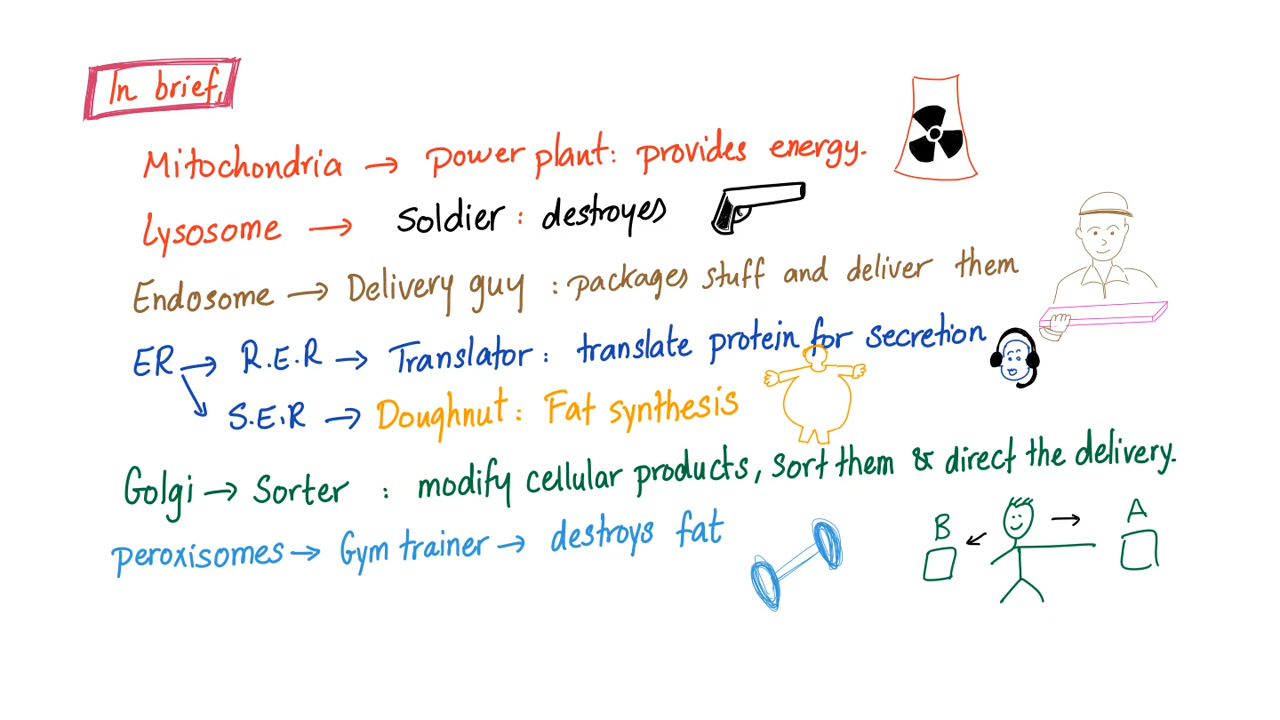 In brief,
Mitochondria → power plant: provides energy.
Lysosome → Soldier : destroyes
Endosome → Delivery guy : packages stuff and deliver them
ER → R.E.R → Translator : translate protein for secretion
S.E.R → Doughnut : Fat synthesis
Golgi → Sorter : modify cellular products, sort them & direct the delivery.
peroxisomes → Gym trainer → destroys fat
B ← → A